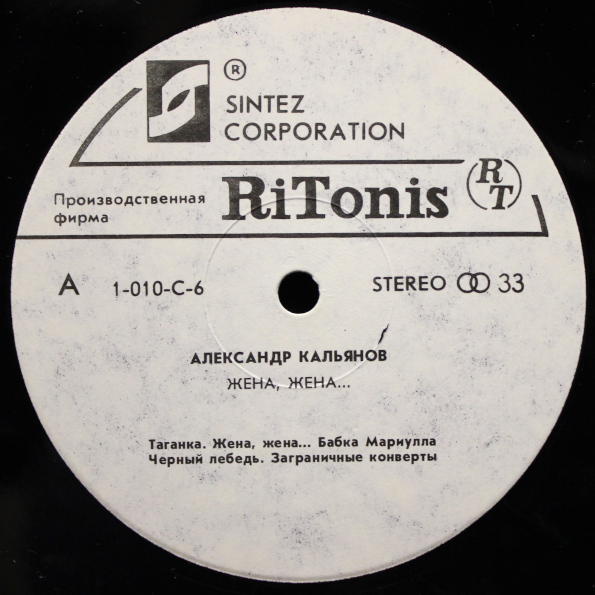 ®
SINTEZ
CORPORATION
Производственная
фирма
RiTonis
RT
A
1-010-C-6
STEREO
33
АЛЕКСАНДР КАЛЬЯНОВ
ЖЕНА, ЖЕНА...
Таганка. Жена, жена... Бабка Мариулла
Черный лебедь. Заграничные конверты